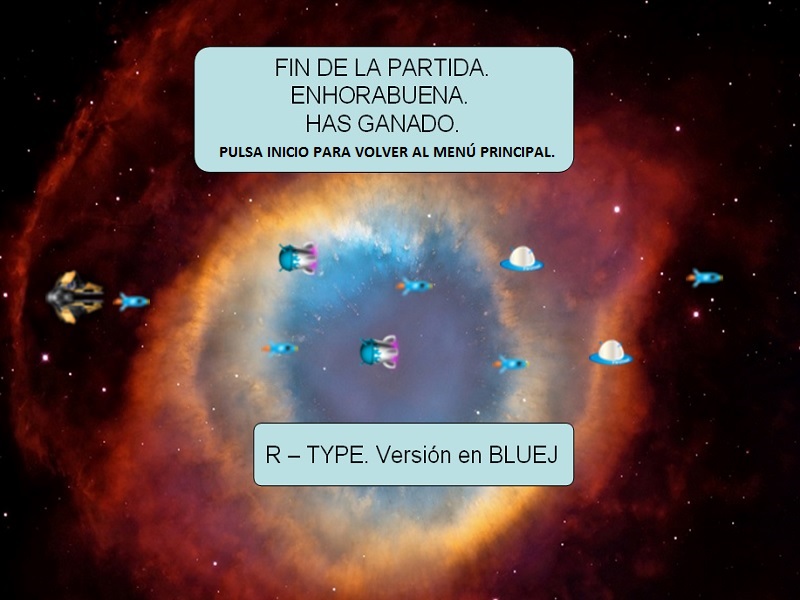 FIN DE LA PARTIDA.
ENHORABUENA.
HAS GANADO.
PULSA INICIO PARA VOLVER AL MENÚ PRINCIPAL.
R – TYPE. Versión en BLUEJ